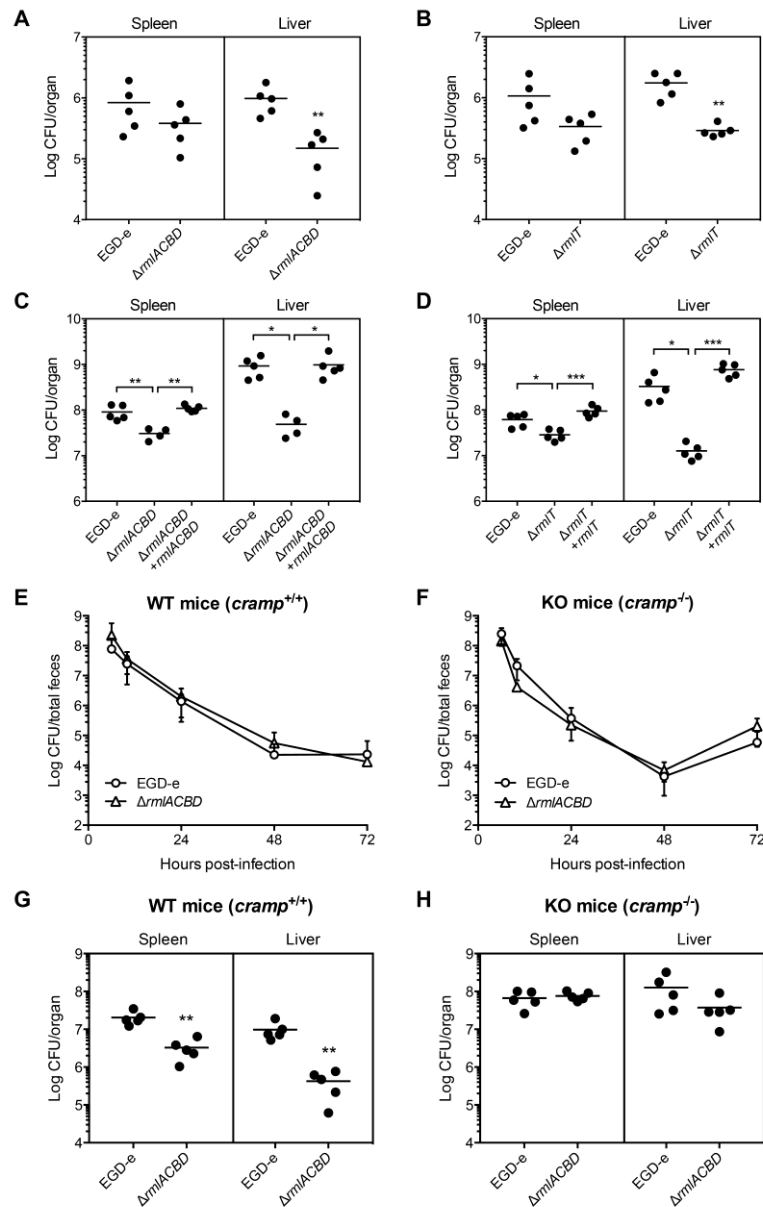 A
Spleen
Liver
Log CFU/organ
7
6
5
4
**
EGD-e
ΔrmlACBD
EGD-e
ΔrmlACBD
B
Spleen
Liver
Log CFU/organ
7
6
5
4
**
EGD-e
ΔrmlT
EGD-e
ΔrmlT
C
Spleen
Liver
Log CFU/organ
10
9
8
7
6
** **
* *
EGD-e
ΔrmlACBD
ΔrmlACBD
+rmlACBD
EGD-e
ΔrmlACBD
ΔrmlACBD
+rmlACBD
D
Spleen
Liver
Log CFU/organ
10
9
8
7
6
* ***
* ***
EGD-e
ΔrmlT
ΔrmlT
+rmlT
EGD-e
ΔrmlT
ΔrmlT
+rmlT
E
WT mice (cramp+/+)
Log CFU/total feces
9
8
7
6
5
4
3
2
EGD-e
ΔrmlACBD
0 24 48 72
Hours post-infection
F
KO mice (cramp-/-)
Log CFU/total feces
9
8
7
6
5
4
3
2
EGD-e
ΔrmlACBD
0 24 48 72
Hours post-infection
G
WT mice (cramp+/+)
Spleen
Liver
Log CFU/organ
9
8
7
6
5
4
**
**
EGD-e
ΔrmlACBD
EGD-e
ΔrmlACBD
H
KO mice (cramp-/-)
Spleen
Liver
Log CFU/organ
9
8
7
6
5
4
EGD-e
ΔrmlACBD
EGD-e
ΔrmlACBD